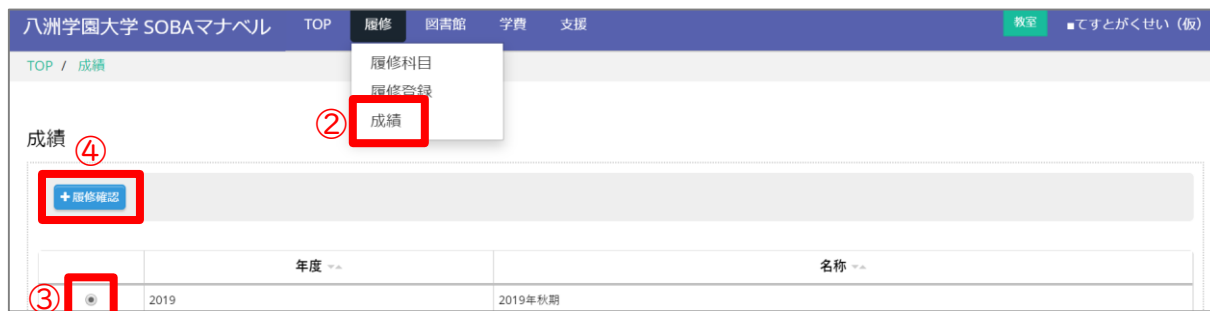 八洲学園大学 SOBAマナベル TOP 履修 図書館 学費 支援 教室 ■てすとがくせい（仮）
TOP / 成績
履修科目
履修登録
② 成績
成績
④
+履修確認
年度 名称
③ 2019 2019年秋期